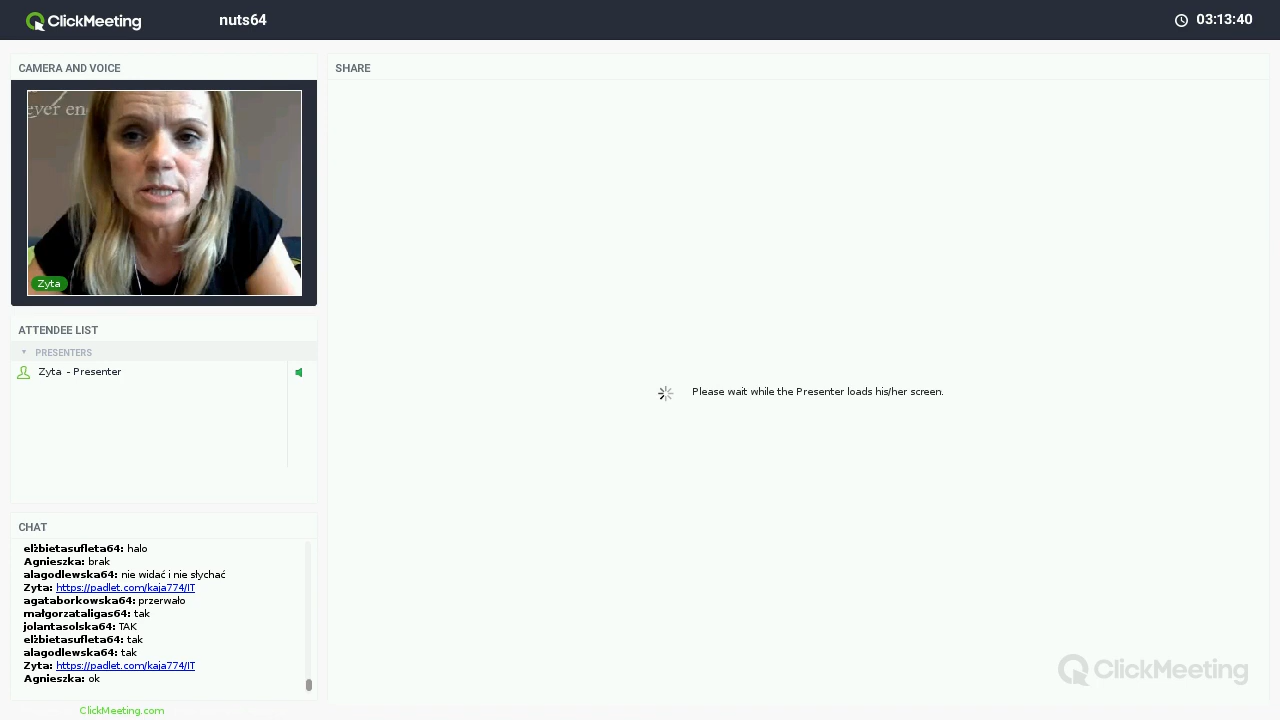 ClickMeeting
nuts64
03:13:40
CAMERA AND VOICE
SHARE
ever en
Zyta
ATTENDEE LIST
PRESENTERS
Zyta - Presenter
Please wait while the Presenter loads his/her screen.
CHAT
elżbietasufleta64: halo
Agnieszka: brak
alagodlewska64: nie widać i nie słychać
Zyta: https://padlet.com/kaja774/IT
agataborkowska64: przerwało
małgorzataligas64: tak
jolantasolska64: TAK
elżbietasufleta64: tak
alagodlewska64: tak
Zyta: https://padlet.com/kaja774/IT
Agnieszka: ok
ClickMeeting
ClickMeeting.com